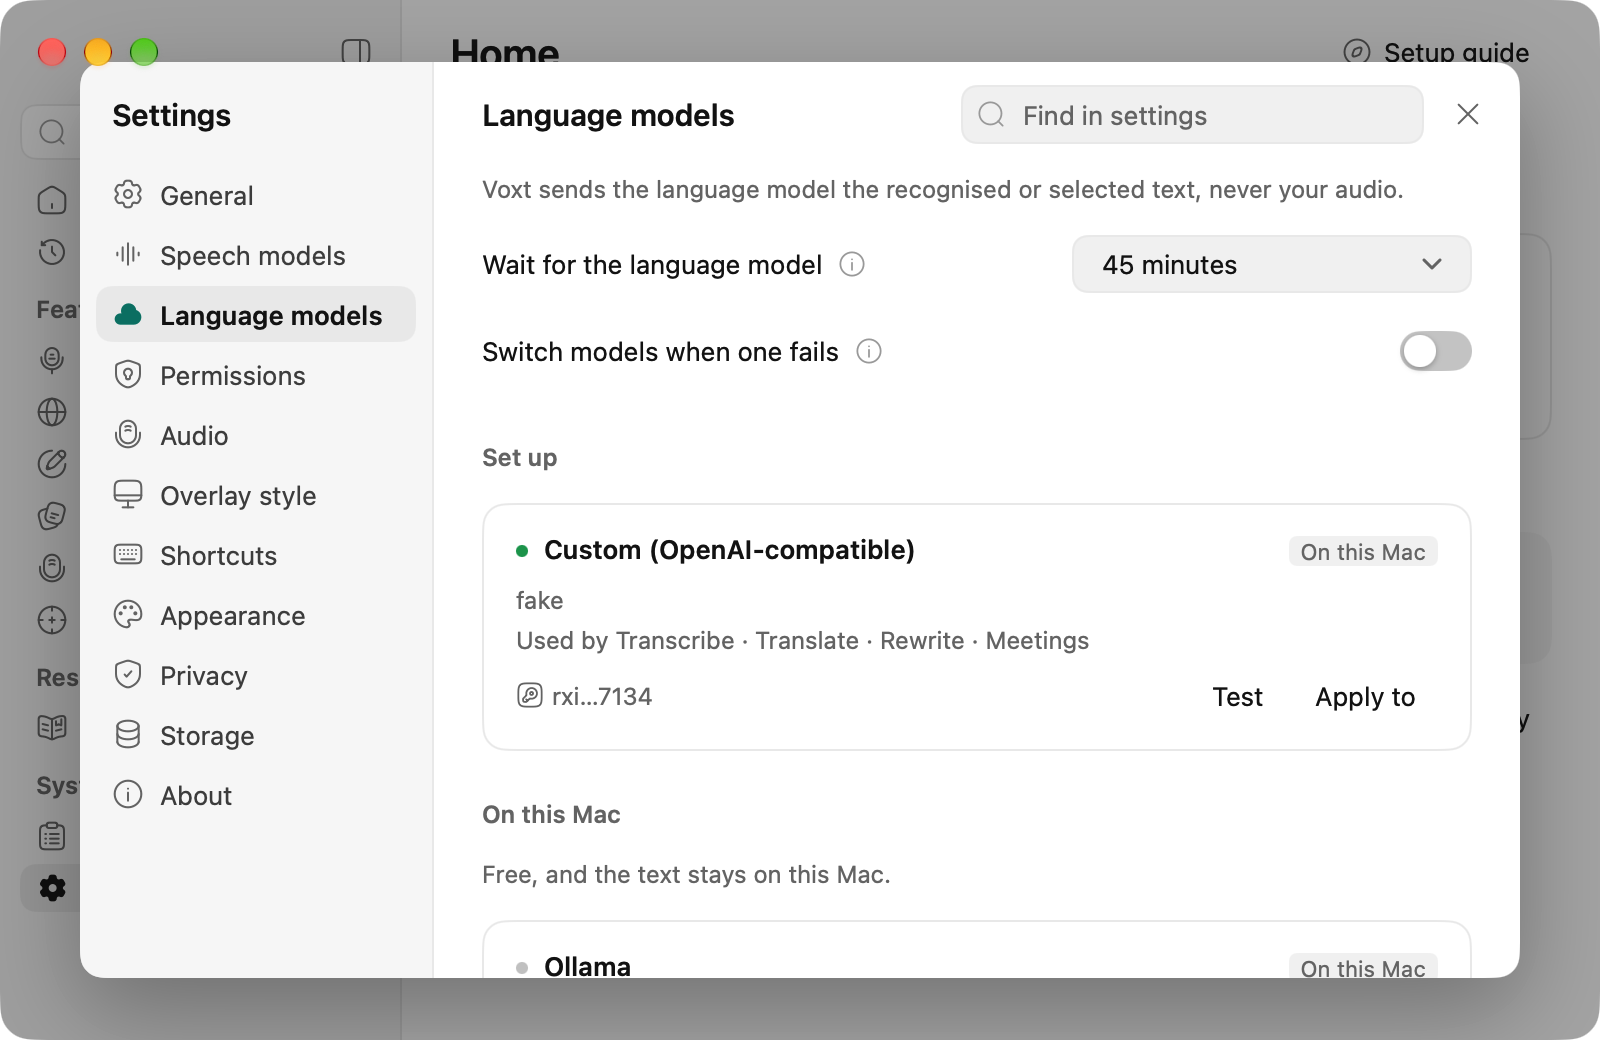 Home
Setup guide
Settings
General
Speech models
Language models
Permissions
Audio
Overlay style
Shortcuts
Appearance
Privacy
Storage
About
Language models
Find in settings
Voxt sends the language model the recognised or selected text, never your audio.
Wait for the language model
45 minutes
Switch models when one fails
Set up
Custom (OpenAI-compatible)
On this Mac
fake
Used by Transcribe · Translate · Rewrite · Meetings
rxi...7134
Test
Apply to
On this Mac
Free, and the text stays on this Mac.
Ollama
On this Mac